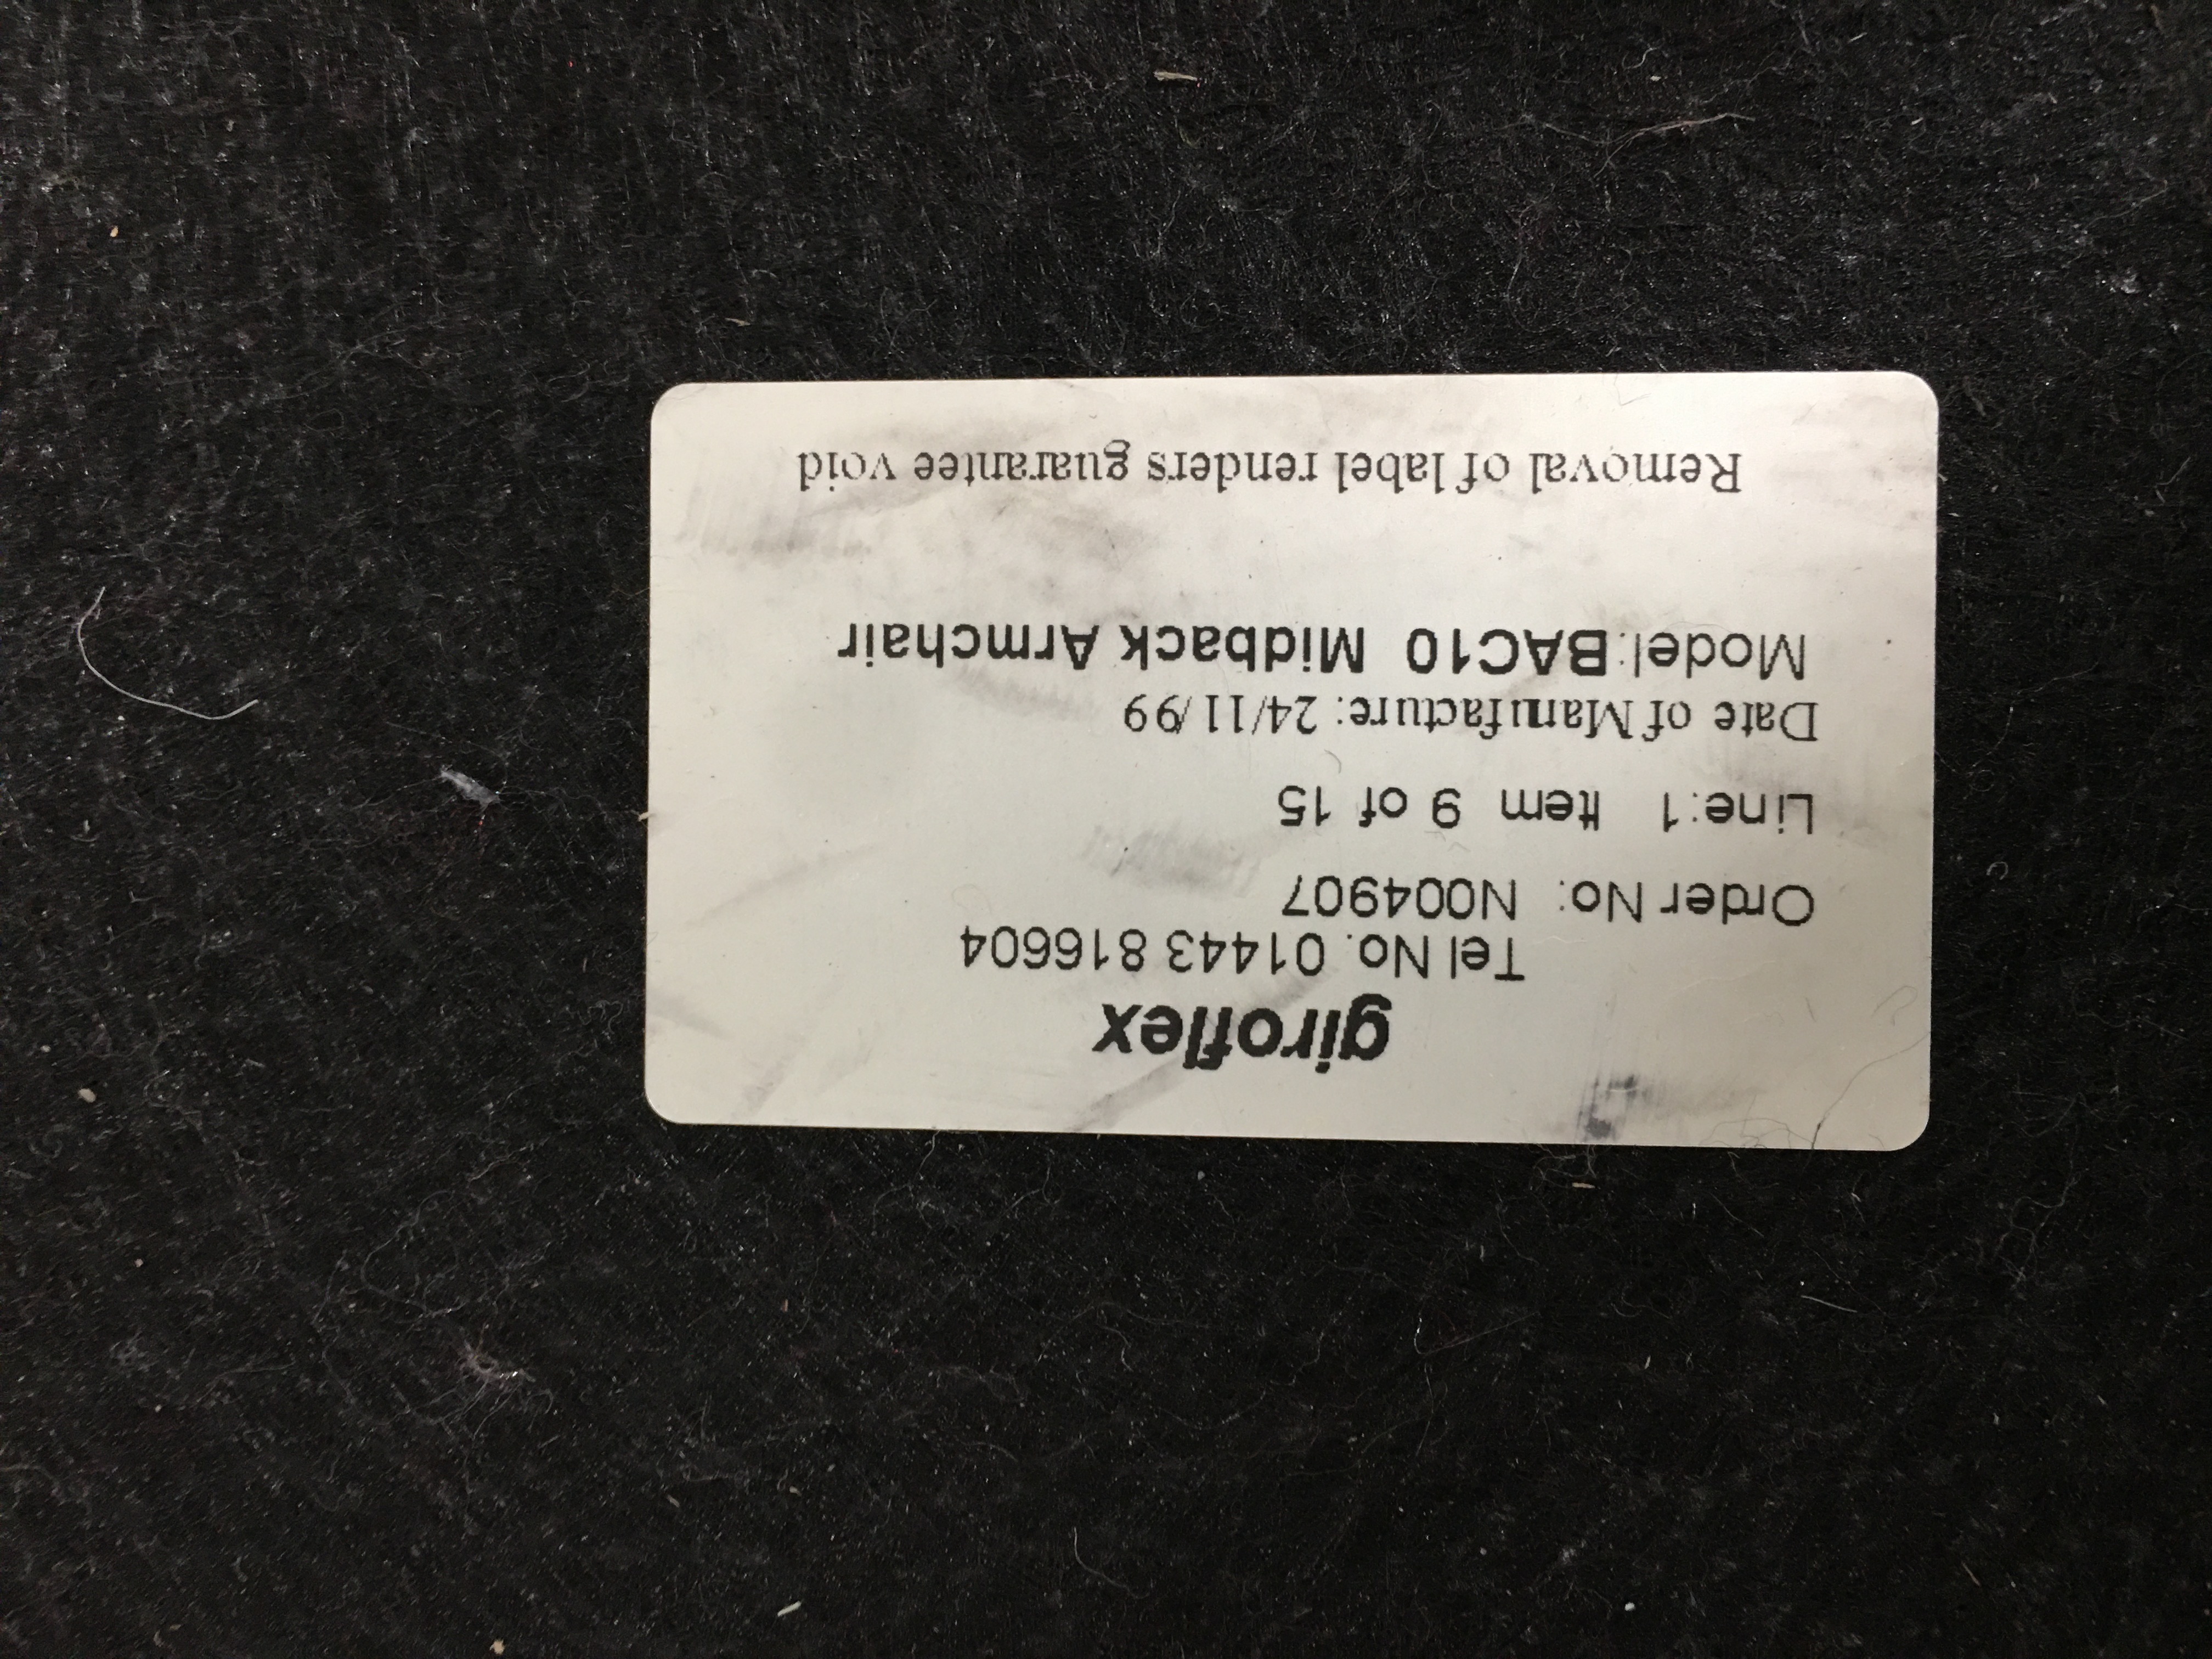 giroflex
Tel No. 01443 816604
Order No: N004907
Line:1 Item 9 of 15
Date of Manufacture: 24/11/99
Model:BAC10 Midback Armchair
Removal of label renders guarantee void